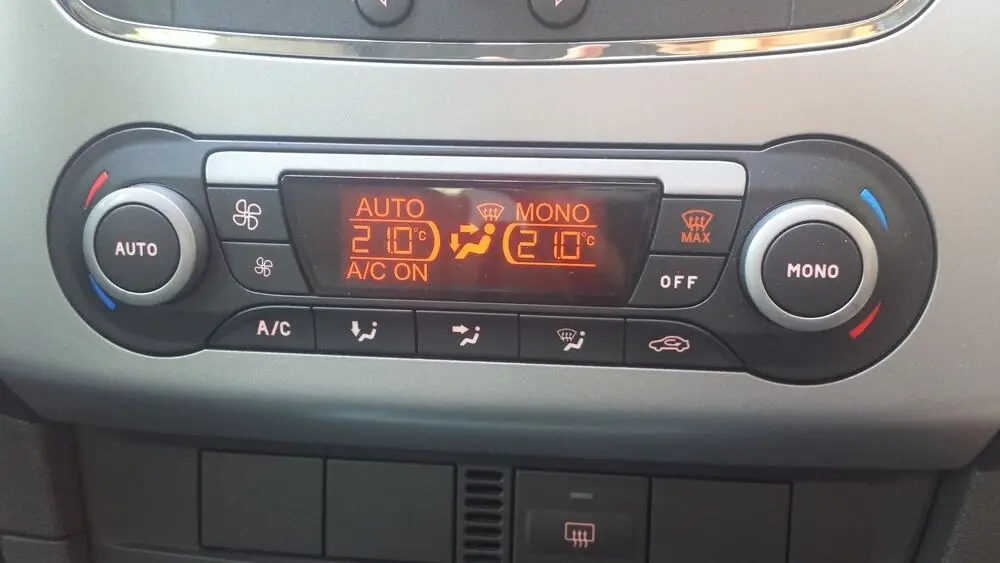 AUTO MONO
21.0°C 21.0°C
A/C ON
AUTO
MAX
OFF
MONO
A/C